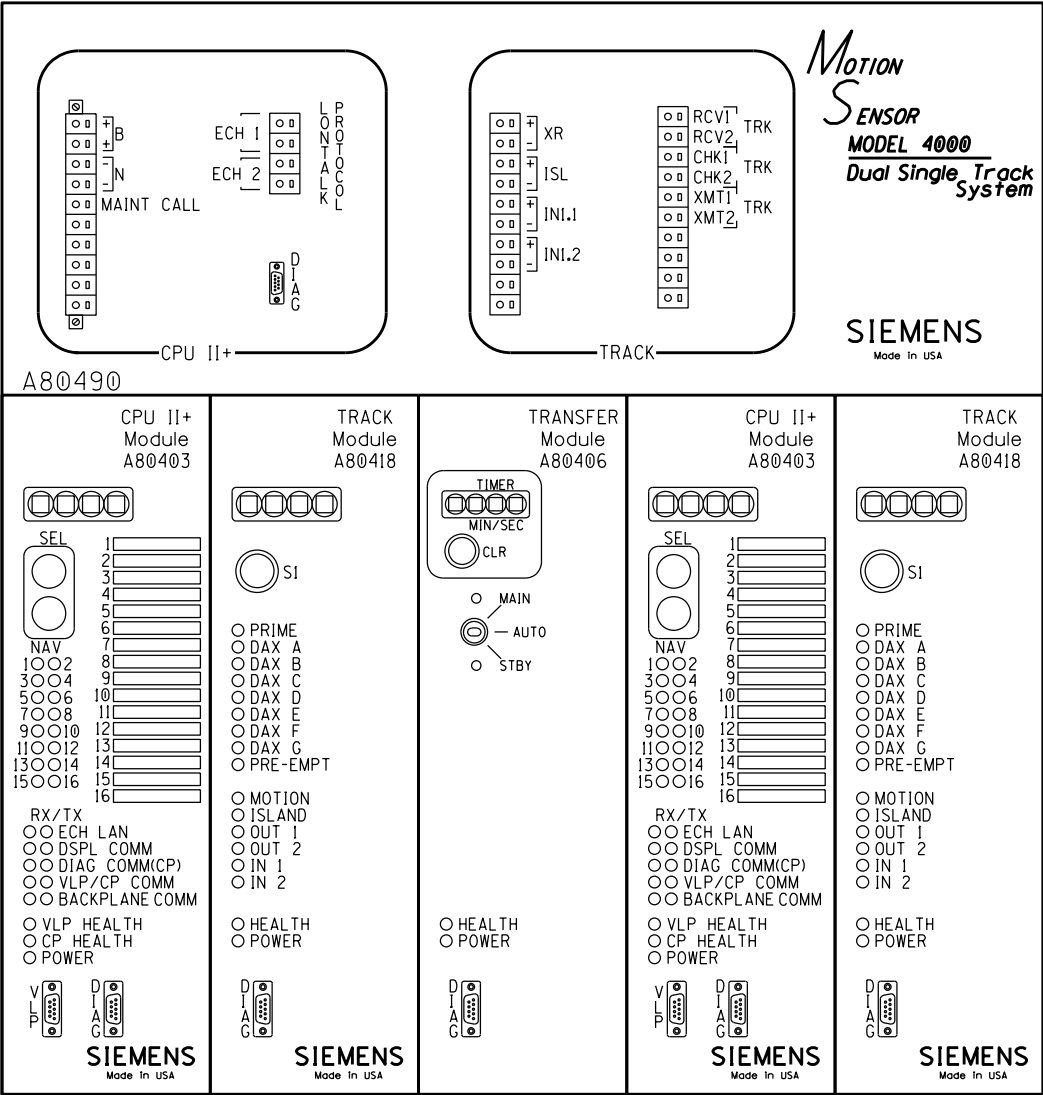 MOTION
SENSOR
MODEL 4000
Dual Single Track
System
SIEMENS
Made in USA
LONTALK
PROTOCOL
ECH 1
ECH 2
+
B
+
-
N
-
MAINT CALL
DIAG
CPU II+
+
XR
-
+
ISL
-
+
IN1.1
-
+
IN1.2
-
RCV1
RCV2
TRK
CHK1
CHK2
TRK
XMT1
XMT2
TRK
TRACK
A80490
CPU II+
Module
A80403
SEL
NAV
1
2
3
4
5
6
7
8
9
10
11
12
13
14
15
16
1 2
3 4
5 6
7 8
9 10
11 12
13 14
15 16
RX/TX
ECH LAN
DSPL COMM
DIAG COMM(CP)
VLP/CP COMM
BACKPLANE COMM
VLP HEALTH
CP HEALTH
POWER
VLP
DIAG
SIEMENS
Made in USA
TRACK
Module
A80418
S1
PRIME
DAX A
DAX B
DAX C
DAX D
DAX E
DAX F
DAX G
PRE-EMPT
MOTION
ISLAND
OUT 1
OUT 2
IN 1
IN 2
HEALTH
POWER
DIAG
SIEMENS
Made in USA
TRANSFER
Module
A80406
TIMER
MIN/SEC
CLR
MAIN
AUTO
STBY
HEALTH
POWER
DIAG
CPU II+
Module
A80403
SEL
NAV
1
2
3
4
5
6
7
8
9
10
11
12
13
14
15
16
1 2
3 4
5 6
7 8
9 10
11 12
13 14
15 16
RX/TX
ECH LAN
DSPL COMM
DIAG COMM(CP)
VLP/CP COMM
BACKPLANE COMM
VLP HEALTH
CP HEALTH
POWER
VLP
DIAG
SIEMENS
Made in USA
TRACK
Module
A80418
S1
PRIME
DAX A
DAX B
DAX C
DAX D
DAX E
DAX F
DAX G
PRE-EMPT
MOTION
ISLAND
OUT 1
OUT 2
IN 1
IN 2
HEALTH
POWER
DIAG
SIEMENS
Made in USA